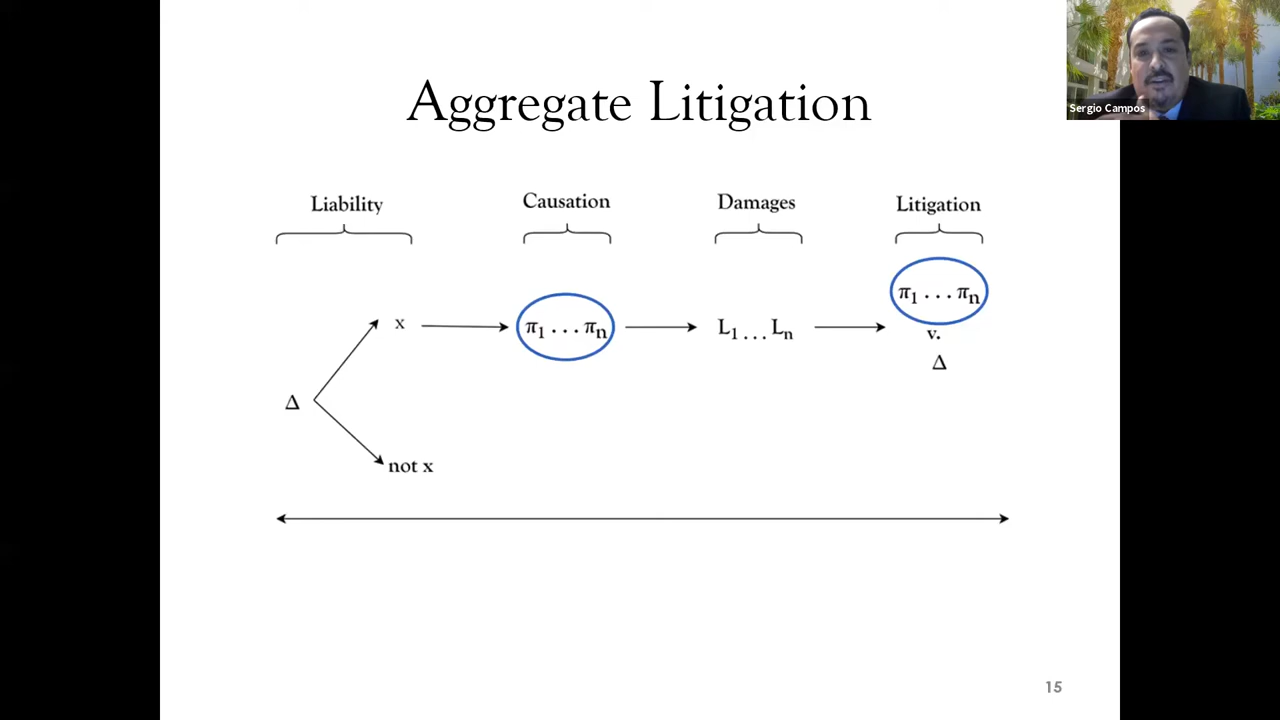 Aggregate Litigation
Sergio Campos
Liability
Causation
Damages
Litigation
π1 . . . πn
x
π1 . . . πn
L1 . . . Ln
v.
Δ
Δ
not x
15